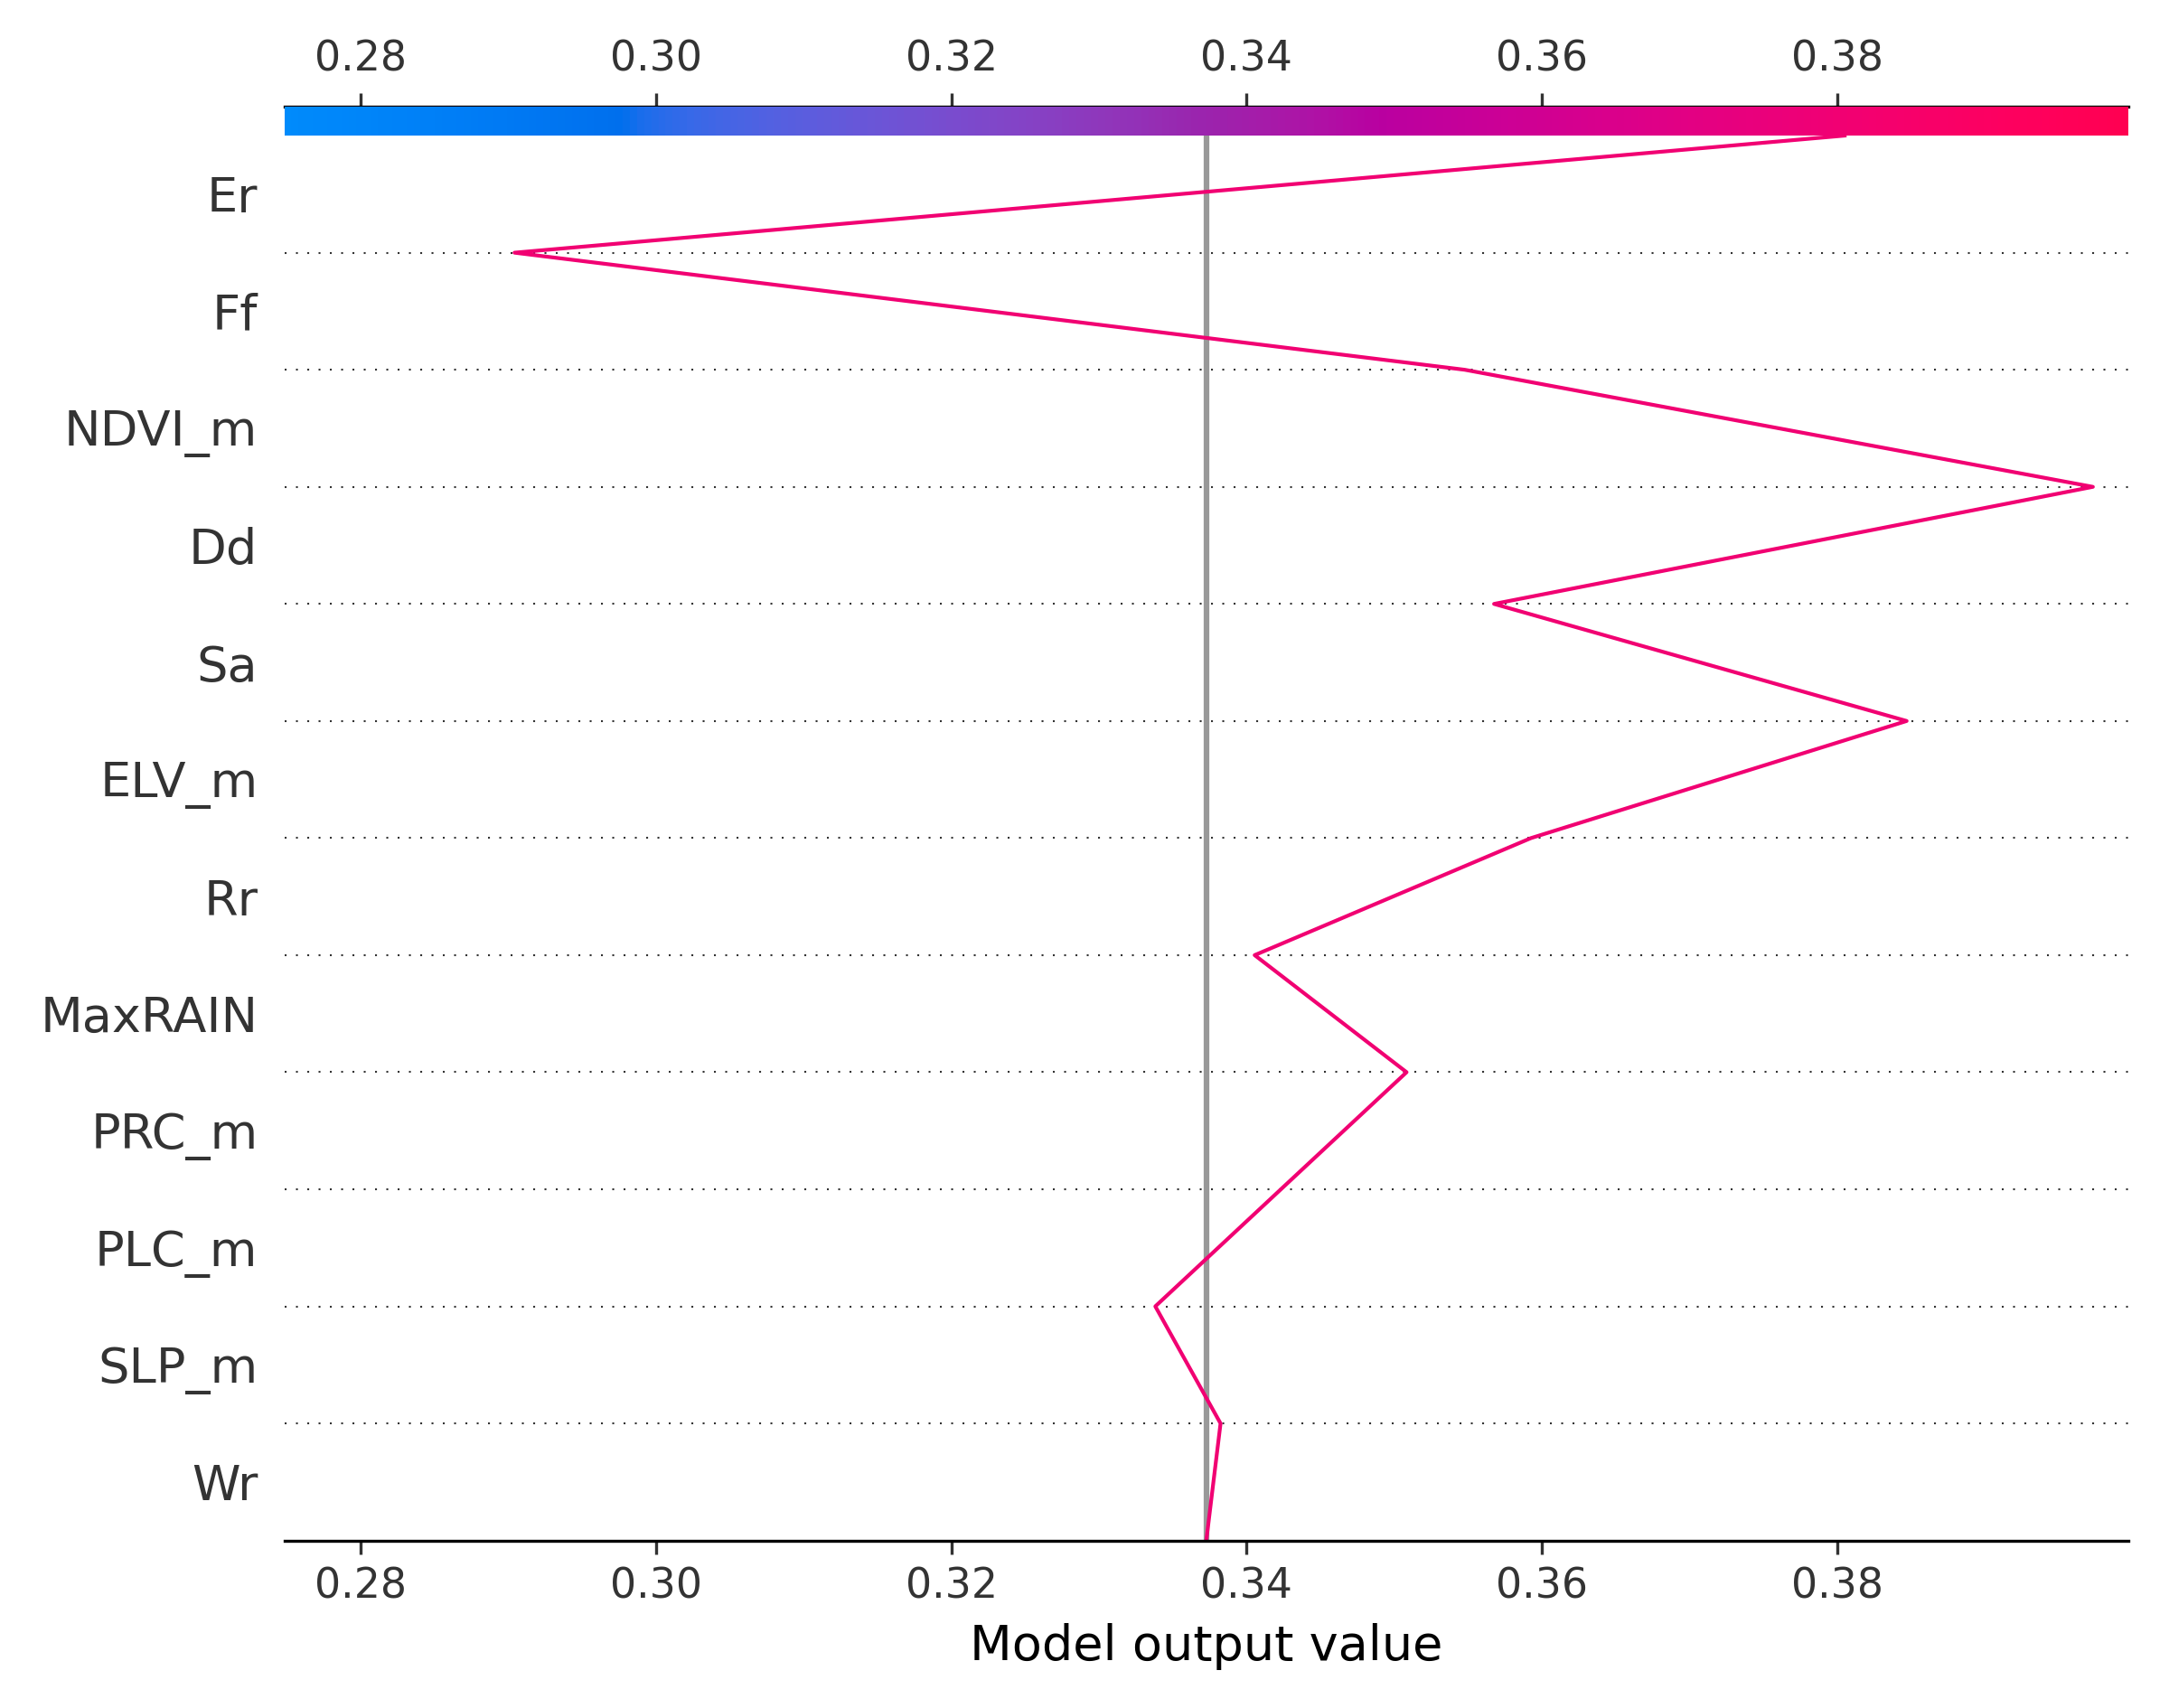 0.28 0.30 0.32 0.34 0.36 0.38
Er
Ff
NDVI_m
Dd
Sa
ELV_m
Rr
MaxRAIN
PRC_m
PLC_m
SLP_m
Wr
0.28 0.30 0.32 0.34 0.36 0.38
Model output value